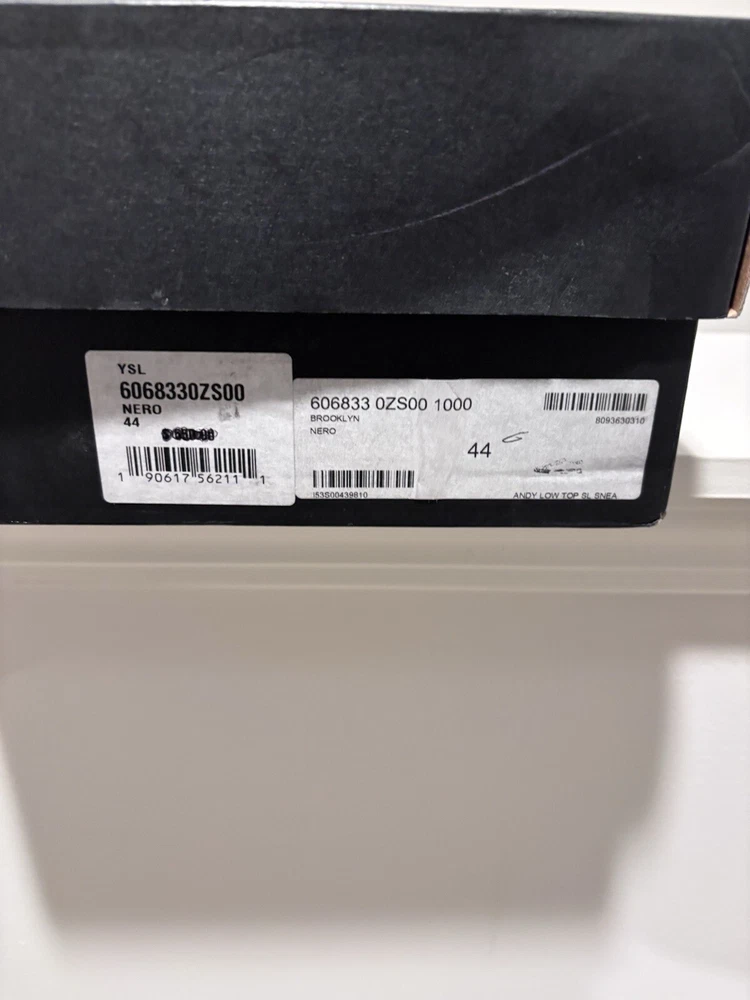 YSL
6068330ZS00
NERO
44
1 90617 56211 1
606833 0ZS00 1000
BROOKLYN
NERO
8093630310
44
I53S00439810
ANDY LOW TOP SL SNEA